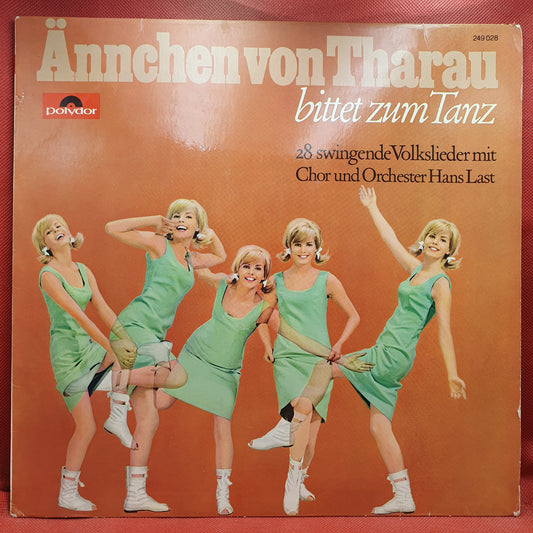 249 028
Ännchen von Tharau
polydor
bittet zum Tanz
28 swingende Volkslieder mit
Chor und Orchester Hans Last